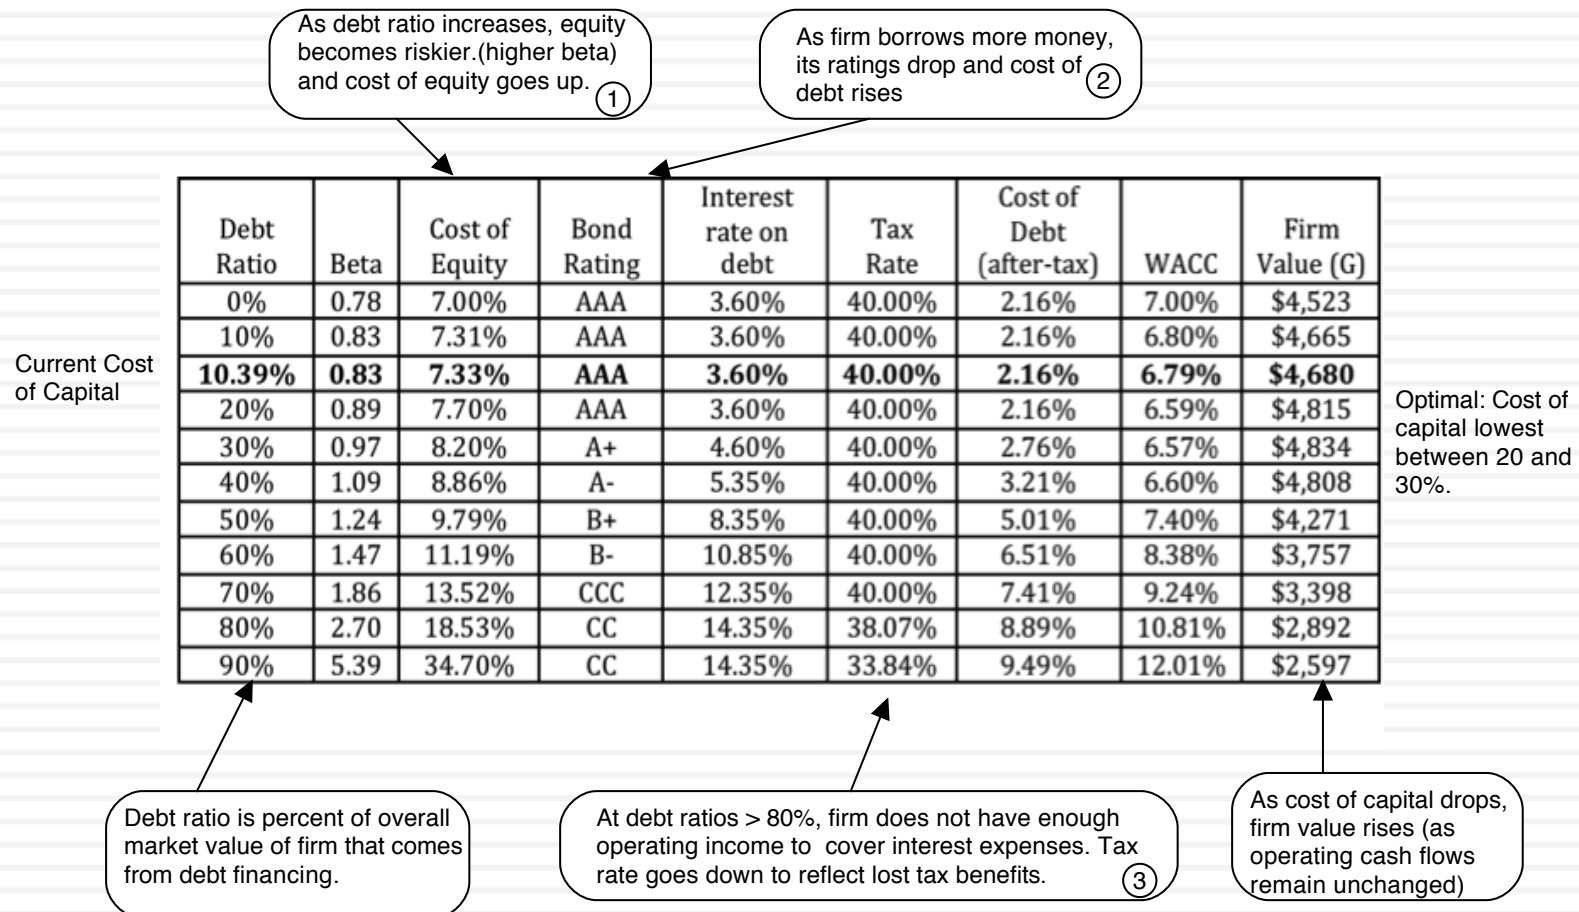 As debt ratio increases, equity
becomes riskier.(higher beta)
and cost of equity goes up.
1
As firm borrows more money,
its ratings drop and cost of
debt rises
2
Debt Ratio Beta Cost of Equity Bond Rating Interest rate on debt Tax Rate Cost of Debt (after-tax) WACC Firm Value (G)
0% 0.78 7.00% AAA 3.60% 40.00% 2.16% 7.00% $4,523
10% 0.83 7.31% AAA 3.60% 40.00% 2.16% 6.80% $4,665
Current Cost
of Capital
10.39% 0.83 7.33% AAA 3.60% 40.00% 2.16% 6.79% $4,680
20% 0.89 7.70% AAA 3.60% 40.00% 2.16% 6.59% $4,815
30% 0.97 8.20% A+ 4.60% 40.00% 2.76% 6.57% $4,834
40% 1.09 8.86% A- 5.35% 40.00% 3.21% 6.60% $4,808
50% 1.24 9.79% B+ 8.35% 40.00% 5.01% 7.40% $4,271
60% 1.47 11.19% B- 10.85% 40.00% 6.51% 8.38% $3,757
70% 1.86 13.52% CCC 12.35% 40.00% 7.41% 9.24% $3,398
80% 2.70 18.53% CC 14.35% 38.07% 8.89% 10.81% $2,892
90% 5.39 34.70% CC 14.35% 33.84% 9.49% 12.01% $2,597
Optimal: Cost of
capital lowest
between 20 and
30%.
Debt ratio is percent of overall
market value of firm that comes
from debt financing.
At debt ratios > 80%, firm does not have enough
operating income to cover interest expenses. Tax
rate goes down to reflect lost tax benefits.
3
As cost of capital drops,
firm value rises (as
operating cash flows
remain unchanged)